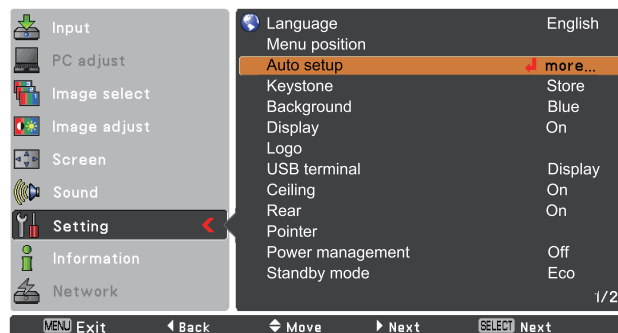 Input
PC adjust
Image select
Image adjust
Screen
Sound
Setting
Information
Network
Language English
Menu position
Auto setup more...
Keystone Store
Background Blue
Display On
Logo
USB terminal Display
Ceiling On
Rear On
Pointer
Power management Off
Standby mode Eco
1/2
MENU Exit Back Move Next SELECT Next